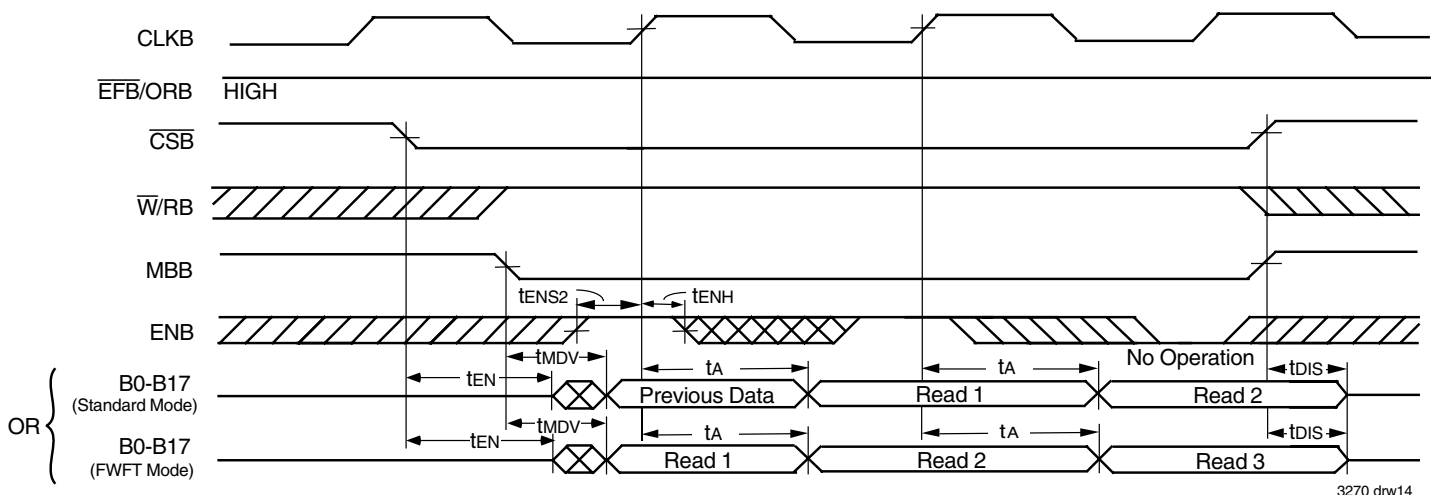 CLKB
EFB/ORB HIGH
CSB
W/RB
MBB
tENS2 tENH
ENB
No Operation
tMDV
tEN tA tA tDIS
B0-B17
(Standard Mode)
Previous Data Read 1 Read 2
OR
tMDV
tEN tA tA tDIS
B0-B17
(FWFT Mode)
Read 1 Read 2 Read 3
3270 drw14